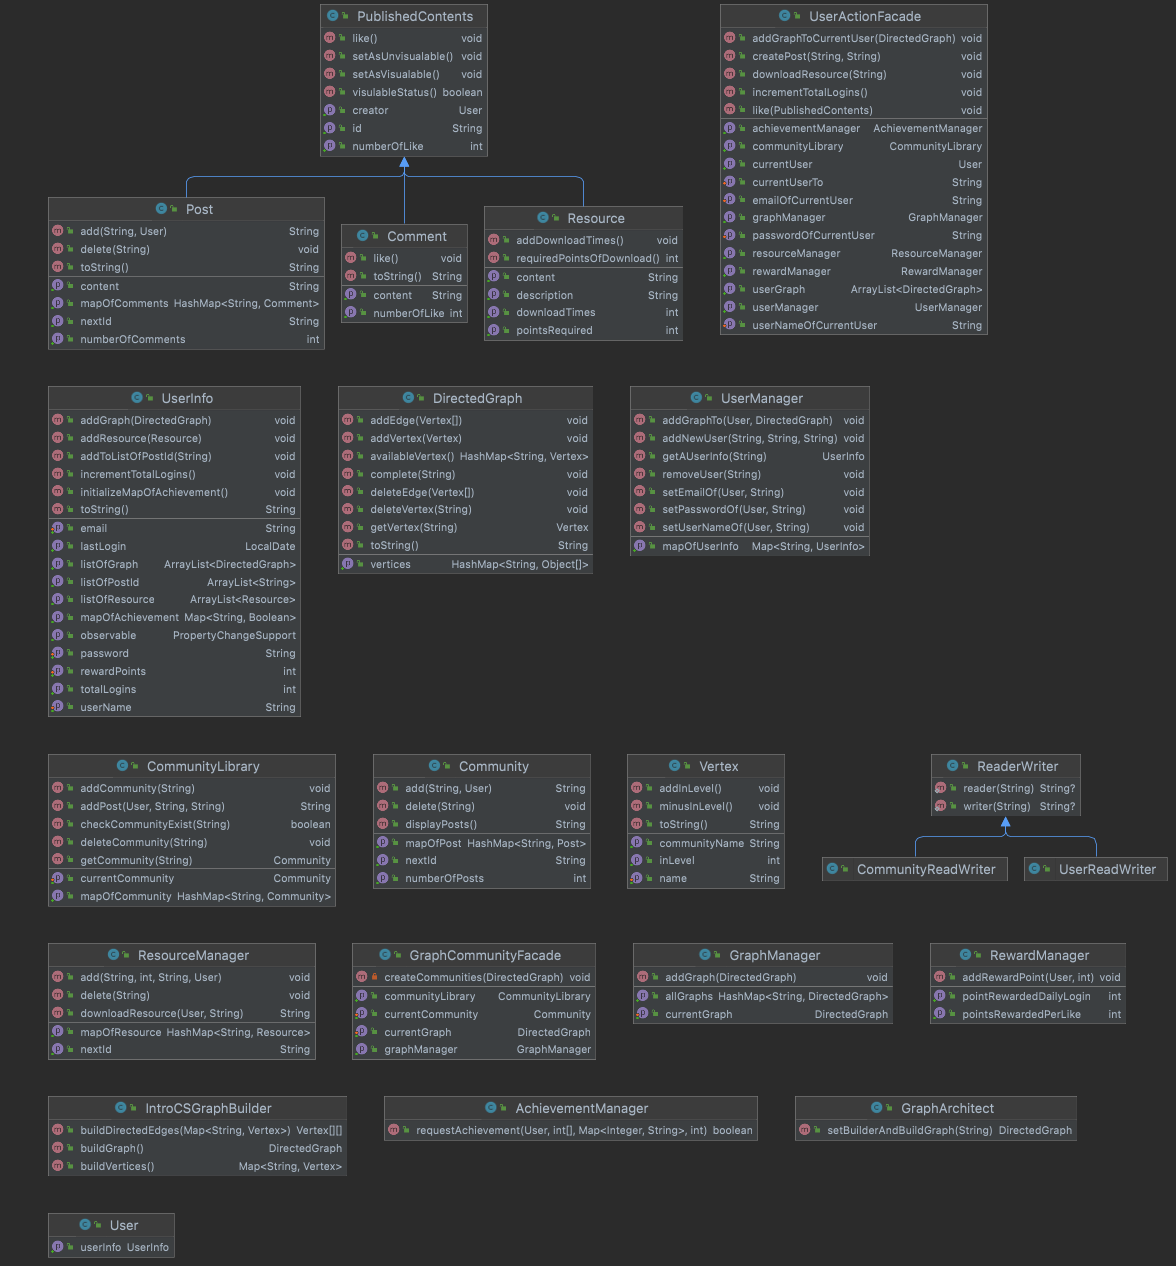 PublishedContents
like() void
setAsUnvisualable() void
setAsVisualable() void
visulableStatus() boolean
creator User
id String
numberOfLike int
UserActionFacade
addGraphToCurrentUser(DirectedGraph) void
createPost(String, String) void
downloadResource(String) void
incrementTotalLogins() void
like(PublishedContents) void
achievementManager AchievementManager
communityLibrary CommunityLibrary
currentUser User
currentUserTo String
emailOfCurrentUser String
graphManager GraphManager
passwordOfCurrentUser String
resourceManager ResourceManager
rewardManager RewardManager
userGraph ArrayList<DirectedGraph>
userManager UserManager
userNameOfCurrentUser String
Post
add(String, User) String
delete(String) void
toString() String
content String
mapOfComments HashMap<String, Comment>
nextId String
numberOfComments int
Comment
like() void
toString() String
content String
numberOfLike int
Resource
addDownloadTimes() void
requiredPointsOfDownload() int
content String
description String
downloadTimes int
pointsRequired int
UserInfo
addGraph(DirectedGraph) void
addResource(Resource) void
addToListOfPostId(String) void
incrementTotalLogins() void
initializeMapOfAchievement() void
toString() String
email String
lastLogin LocalDate
listOfGraph ArrayList<DirectedGraph>
listOfPostId ArrayList<String>
listOfResource ArrayList<Resource>
mapOfAchievement Map<String, Boolean>
observable PropertyChangeSupport
password String
rewardPoints int
totalLogins int
userName String
DirectedGraph
addEdge(Vertex[]) void
addVertex(Vertex) void
availableVertex() HashMap<String, Vertex>
complete(String) void
deleteEdge(Vertex[]) void
deleteVertex(String) void
getVertex(String) Vertex
toString() String
vertices HashMap<String, Object[]>
UserManager
addGraphTo(User, DirectedGraph) void
addNewUser(String, String, String) void
getAUserInfo(String) UserInfo
removeUser(String) void
setEmailOf(User, String) void
setPasswordOf(User, String) void
setUserNameOf(User, String) void
mapOfUserInfo Map<String, UserInfo>
CommunityLibrary
addCommunity(String) void
addPost(User, String, String) String
checkCommunityExist(String) boolean
deleteCommunity(String) void
getCommunity(String) Community
currentCommunity Community
mapOfCommunity HashMap<String, Community>
Community
add(String, User) String
delete(String) void
displayPosts() String
mapOfPost HashMap<String, Post>
nextId String
numberOfPosts int
Vertex
addInLevel() void
minusInLevel() void
toString() String
communityName String
inLevel int
name String
ReaderWriter
reader(String) String?
writer(String) String?
CommunityReadWriter
UserReadWriter
ResourceManager
add(String, int, String, User) void
delete(String) void
downloadResource(User, String) String
mapOfResource HashMap<String, Resource>
nextId String
GraphCommunityFacade
createCommunities(DirectedGraph) void
communityLibrary CommunityLibrary
currentCommunity Community
currentGraph DirectedGraph
graphManager GraphManager
GraphManager
addGraph(DirectedGraph) void
allGraphs HashMap<String, DirectedGraph>
currentGraph DirectedGraph
RewardManager
addRewardPoint(User, int) void
pointRewardedDailyLogin int
pointsRewardedPerLike int
IntroCSGraphBuilder
buildDirectedEdges(Map<String, Vertex>) Vertex[][]
buildGraph() DirectedGraph
buildVertices() Map<String, Vertex>
AchievementManager
requestAchievement(User, int[], Map<Integer, String>, int) boolean
GraphArchitect
setBuilderAndBuildGraph(String) DirectedGraph
User
userInfo UserInfo